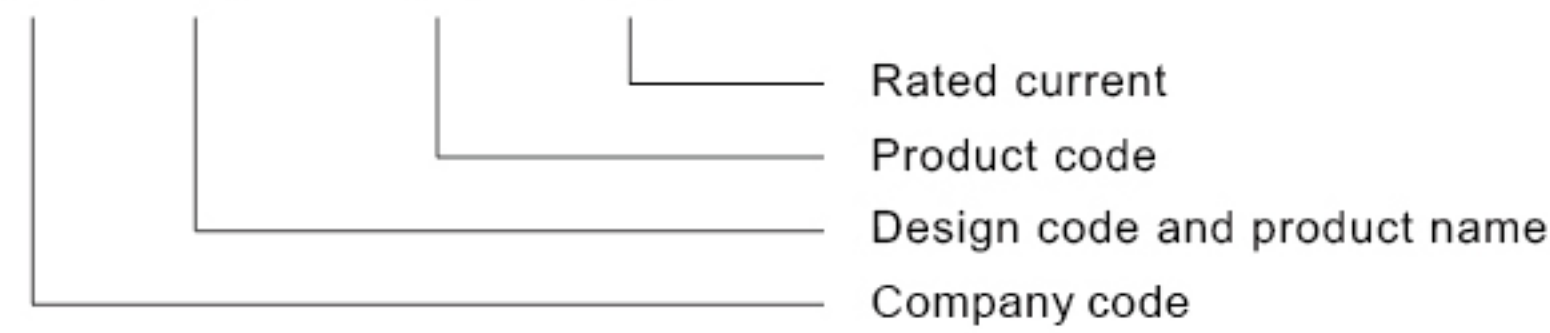 Rated current
Product code
Design code and product name
Company code